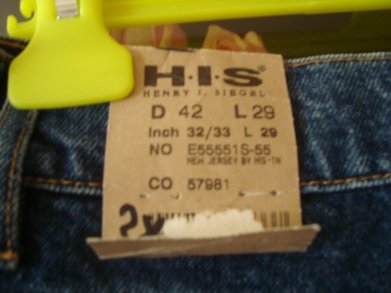 H·I·S®
HENRY I. SIEGEL
D 42 L 29
Inch 32/33 L 29
NO E55551S-55
NEW JERSEY BY HIS-TN
CO 57981